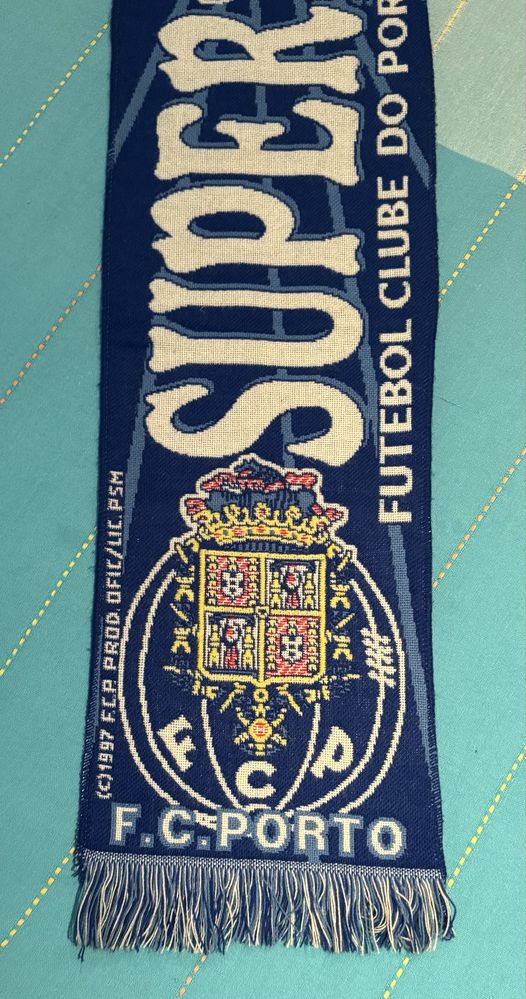 SUPER
FUTEBOL CLUBE DO POR
(C)1997 F.C.P PROD. OFIC/LIC. PSM
F C P
F.C.PORTO